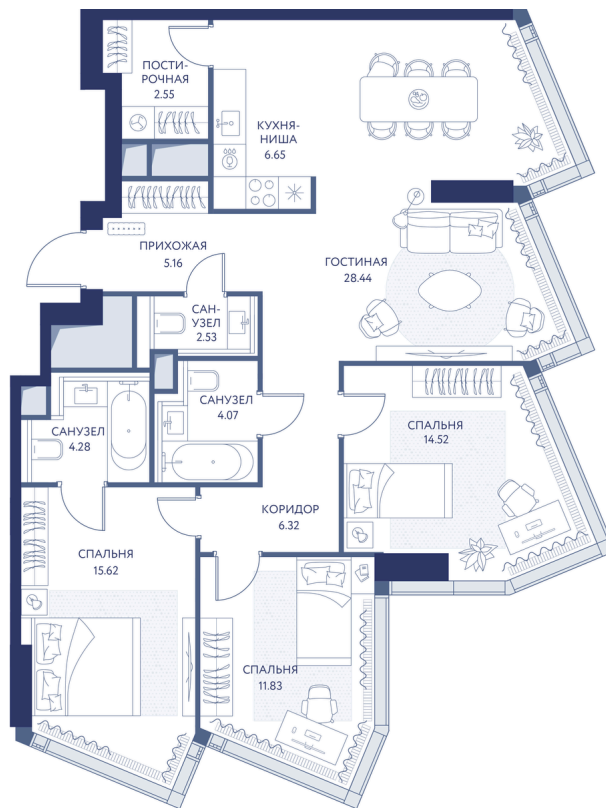 ПОСТИ-
РОЧНАЯ
2.55
КУХНЯ-
НИША
6.65
ПРИХОЖАЯ
5.16
ГОСТИНАЯ
28.44
САН-
УЗЕЛ
2.53
САНУЗЕЛ
4.07
САНУЗЕЛ
4.28
СПАЛЬНЯ
14.52
КОРИДОР
6.32
СПАЛЬНЯ
15.62
СПАЛЬНЯ
11.83